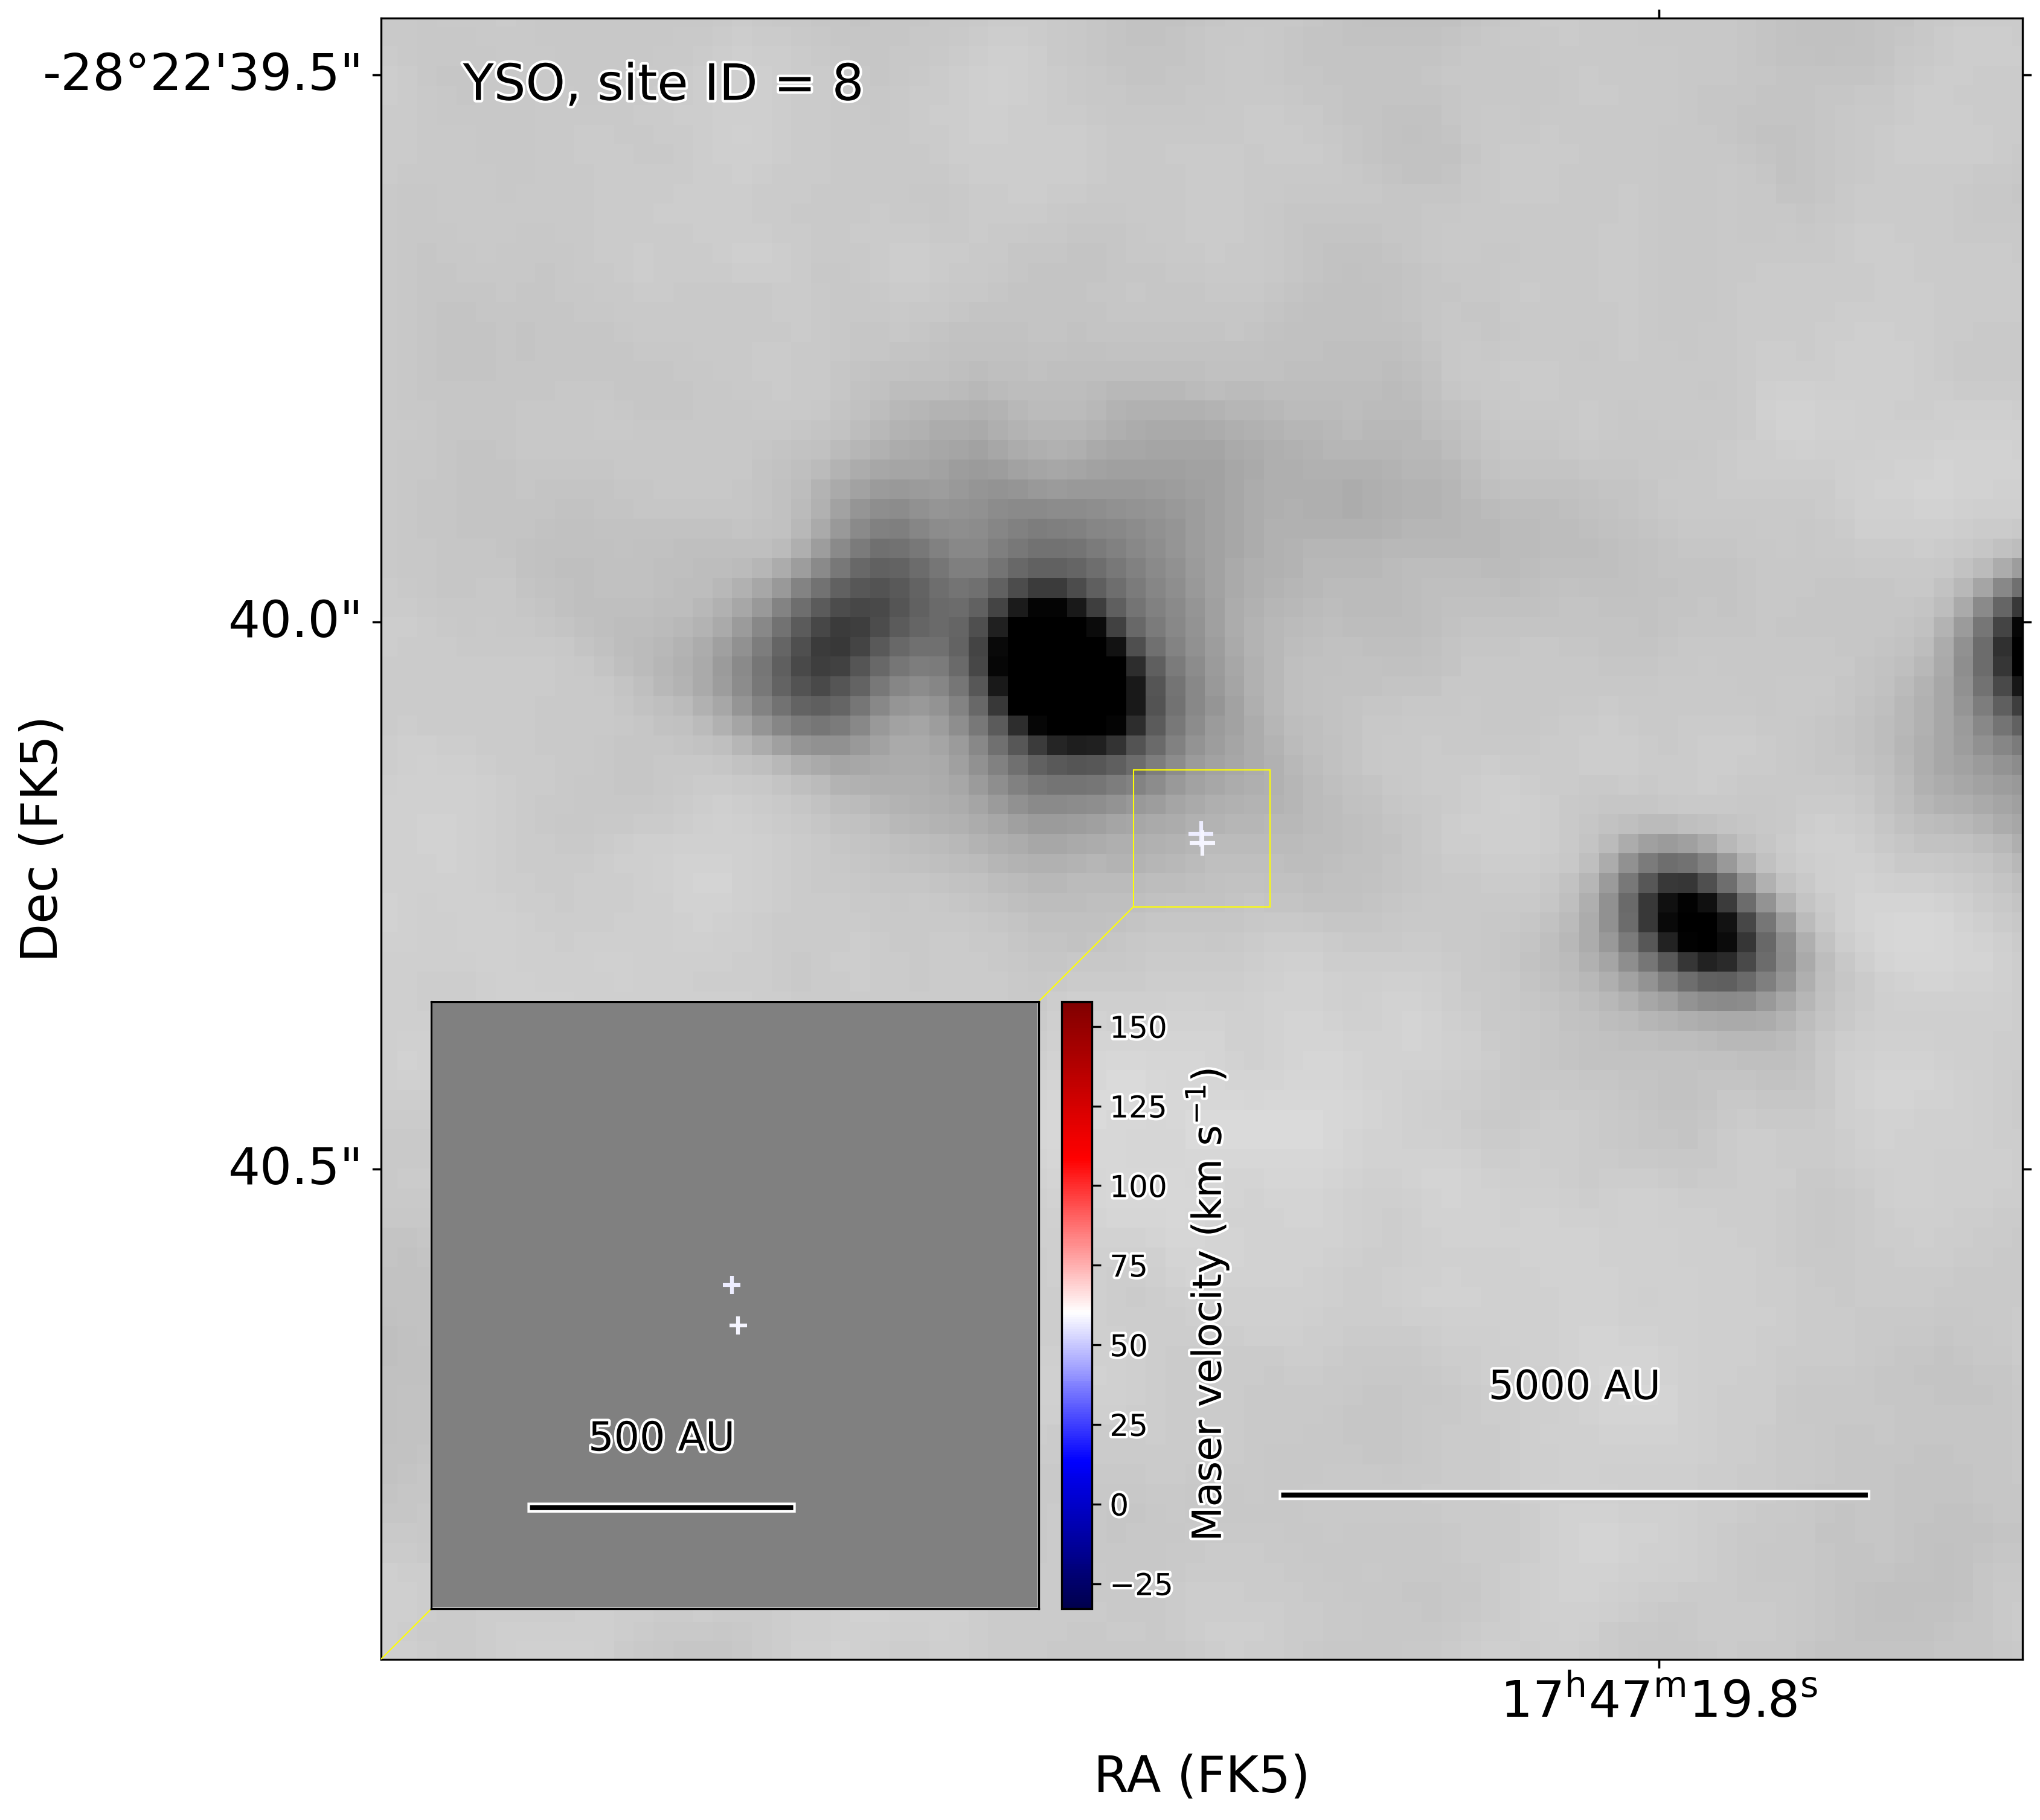 -28°22'39.5"
YSO, site ID = 8
40.0"
Dec (FK5)
40.5"
150
125
100
75
50
25
0
−25
Maser velocity (km s⁻¹)
500 AU
5000 AU
17ʰ47ᵐ19.8ˢ
RA (FK5)